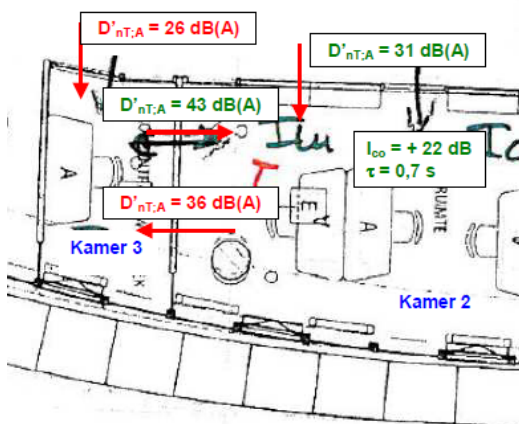 D'nT;A = 26 dB(A)
D'nT;A = 31 dB(A)
D'nT;A = 43 dB(A)
Ico = + 22 dB
τ = 0,7 s
A
D'nT;A = 36 dB(A)
E
A
A
RUIMTE
Kamer 3
Kamer 2